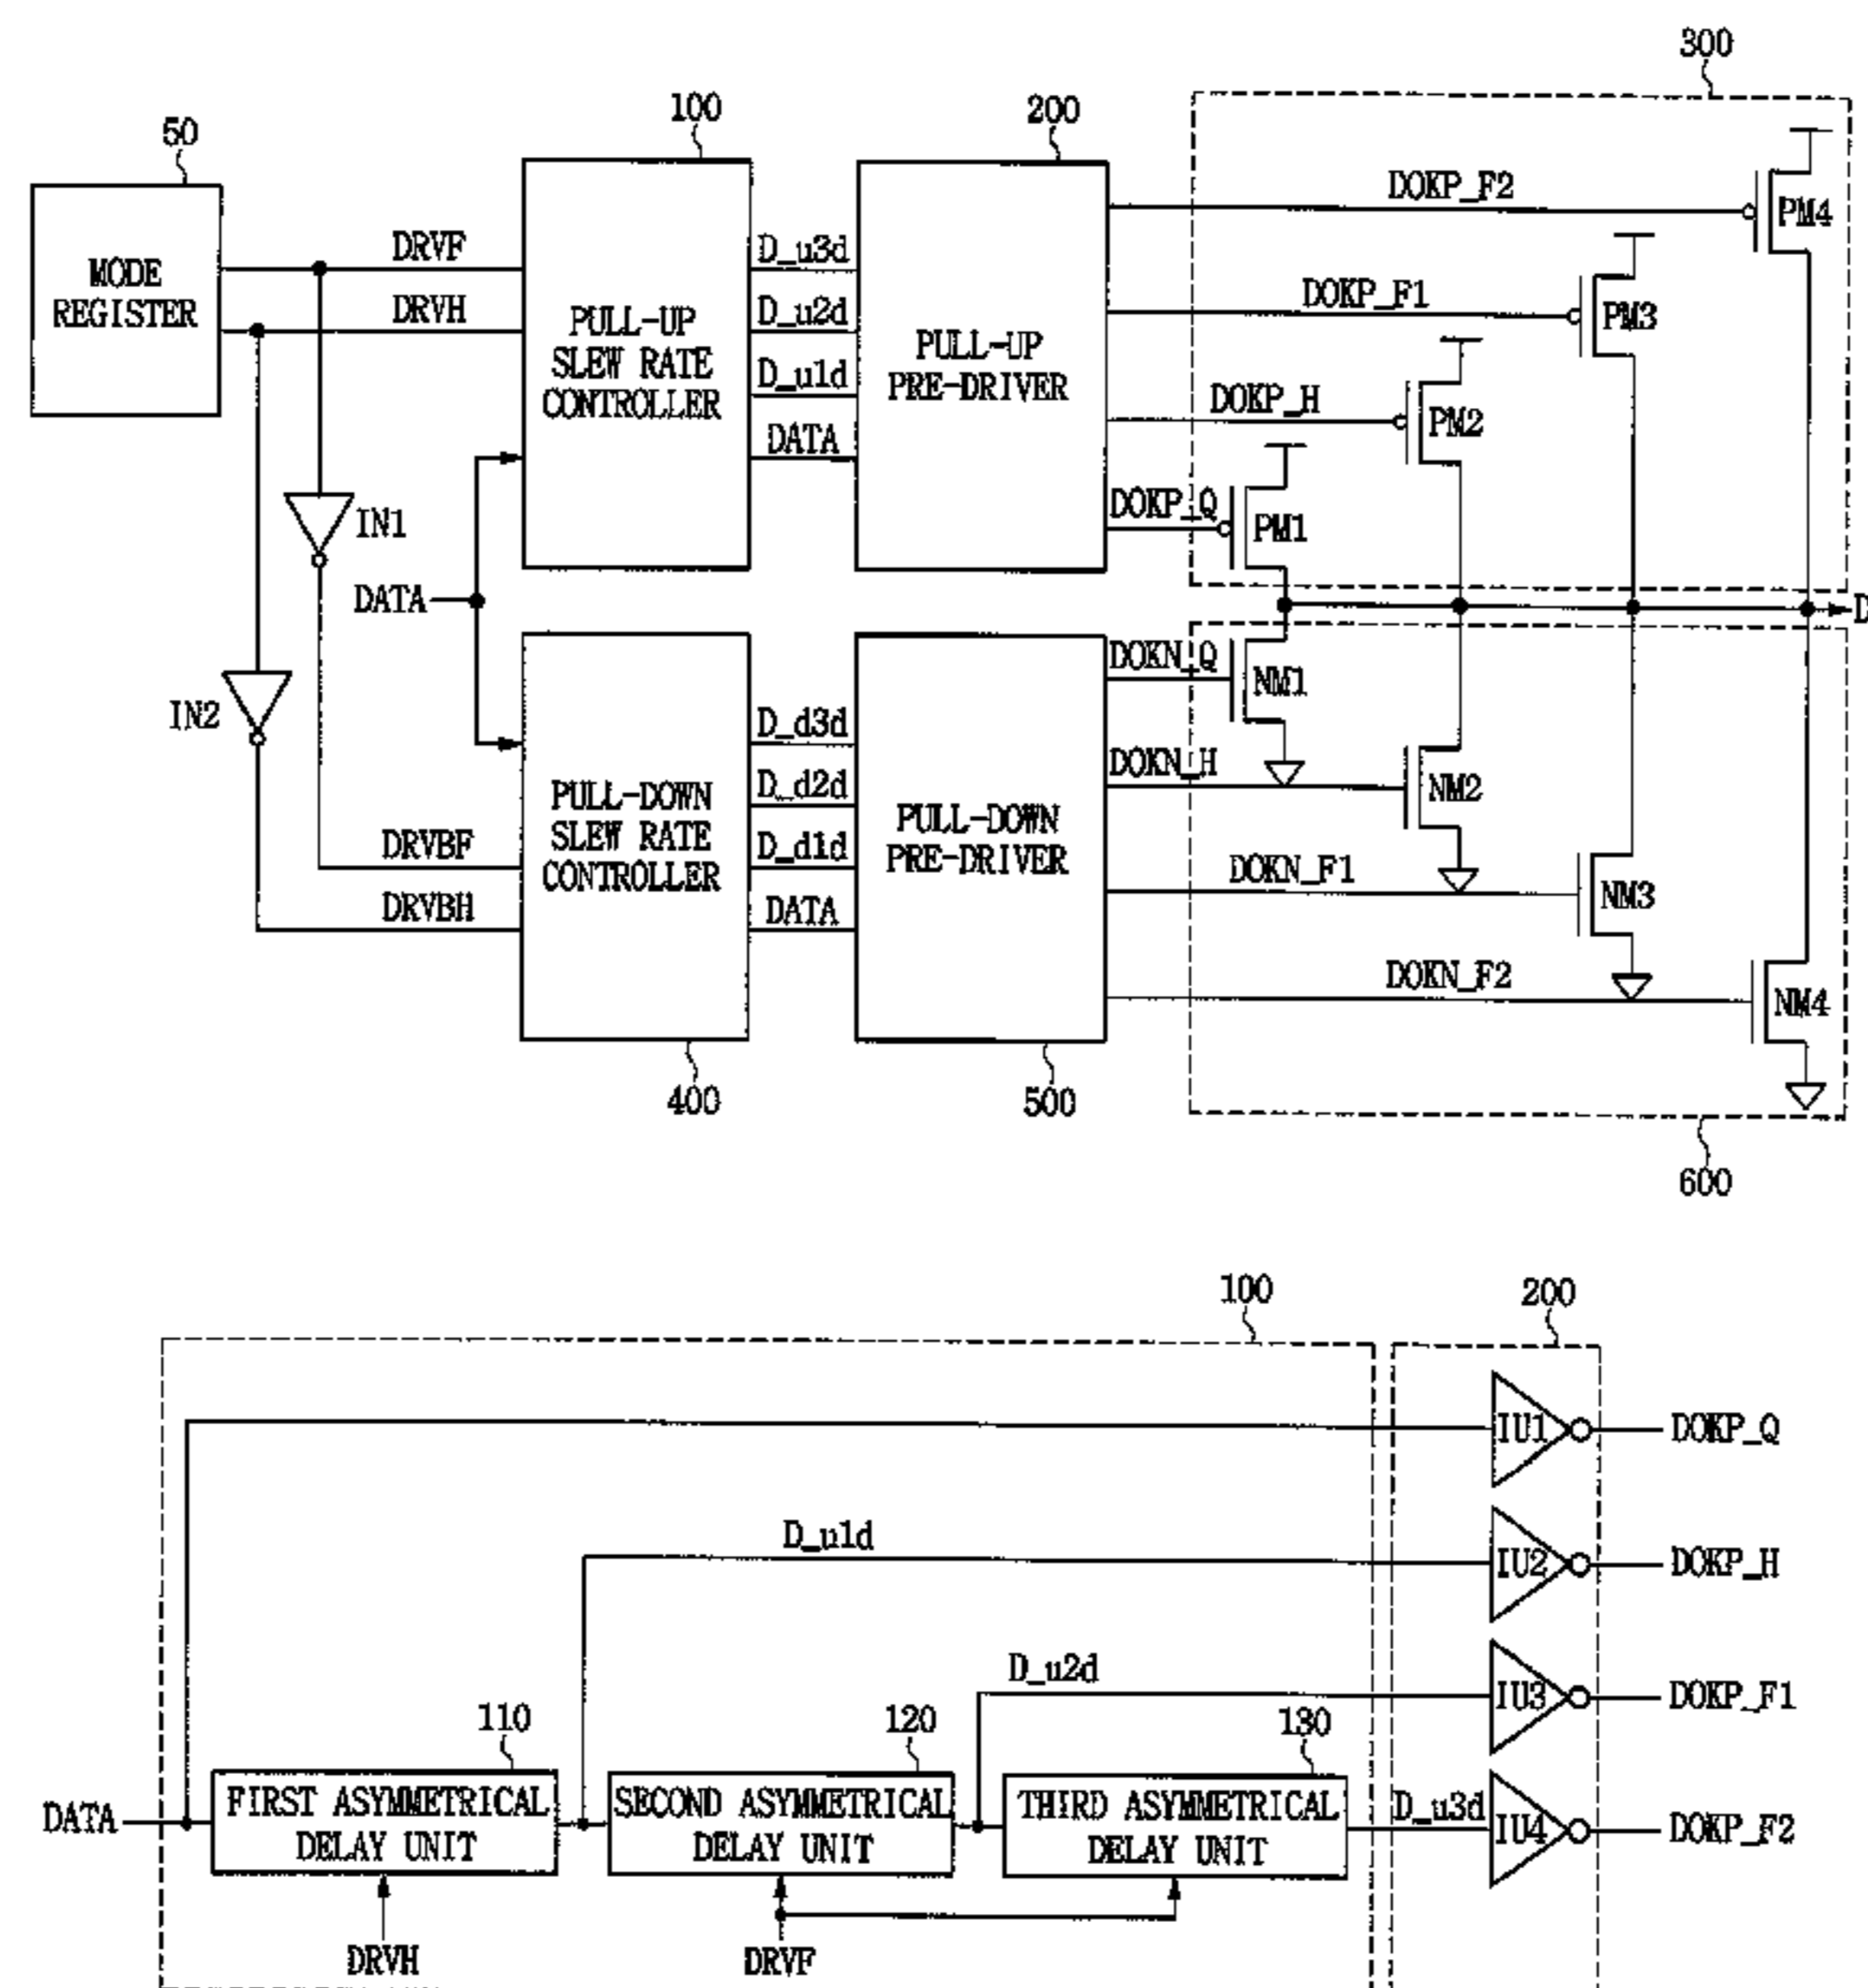 300
50
100
200
MODE
REGISTER
DRVF
DRVH
PULL-UP
SLEW RATE
CONTROLLER
D_u3d
D_u2d
D_u1d
DATA
PULL-UP
PRE-DRIVER
DOKP_F2
PM4
DOKP_F1
PM3
DOKP_H
PM2
DOKP_Q
PM1
IN1
DATA
D
IN2
DRVBF
DRVBH
PULL-DOWN
SLEW RATE
CONTROLLER
D_d3d
D_d2d
D_d1d
DATA
PULL-DOWN
PRE-DRIVER
DOKN_Q
NM1
DOKN_H
NM2
DOKN_F1
NM3
DOKN_F2
NM4
400
500
600
100
200
IU1
DOKP_Q
D_u1d
IU2
DOKP_H
D_u2d
IU3
DOKP_F1
110
120
130
DATA
FIRST ASYMMETRICAL
DELAY UNIT
SECOND ASYMMETRICAL
DELAY UNIT
THIRD ASYMMETRICAL
DELAY UNIT
D_u3d
IU4
DOKP_F2
DRVH
DRVF